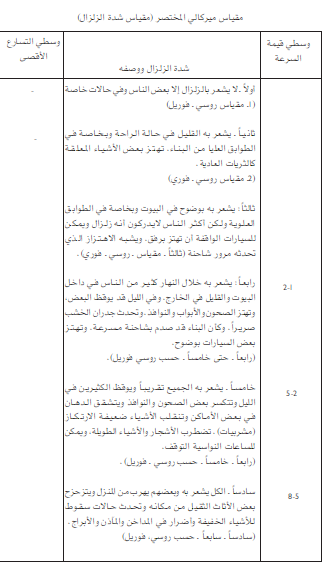 مقياس ميركالي المختصر (مقياس شدة الزلزال)
وسطي قيمة السرعة
شدة الزلزال ووصفه
وسطي التسارع الأقصى
أولاً . لا يشعر بالزلزال إلا بعض الناس وفي حالات خاصة
(1. مقياس روسي . فوريل)
-
ثانياً . يشعر به القليل في حالة الراحة وبخاصة في
الطوابق العليا من البناء. تهتز بعض الأشياء المعلقة
كالثريات العادية .
(2. مقياس روسي . فوري)
-
ثالثاً : يشعر به بوضوح في البيوت وبخاصة في الطوابق
العلوية ولكن أكثر الناس لايدركون أنه زلزال ويمكن
للسيارات الواقفة أن تهتز برفق. ويشبه الاهتزاز الذي
تحدثه مرور شاحنة (ثالثاً . مقياس . روسي . فوري) .
1-2
رابعاً : يشعر به خلال النهار كثير من الناس في داخل
البيوت والقليل في الخارج. وفي الليل قد يوقظ البعض،
وتهتز الصحون والأبواب والنوافذ . وتحدث جدران الخشب
صريراً . وكأن البناء قد صدم بشاحنة مسرعة. وتهتز
بعض السيارات بوضوح.
(رابعاً . حتى خامساً . حسب روسي فوريل).
5-2
خامساً . يشعر به الجميع تقريباً ويوقظ الكثيرين في
الليل وتتكسر بعض الصحون والنوافذ ويتشقق الدهان
في بعض الأماكن وتنقلب الأشياء ضعيفة الارتكاز
(مشربيات) . تضطرب الأشجار والأشياء الطويلة. ويمكن
للساعات النواسية التوقف.
(رابعاً . خامساً . حسب روسي . فوريل) .
8-5
سادساً . الكل يشعر به وبعضهم يهرب من المنزل ويتزحزح
بعض الأثاث الثقيل من مكانه وتحدث حالات سقوط
للأشياء الخفيفة وأضرار في المداخن والمآذن والأبراج .
(سادساً . سابعاً . حسب روسي. فوريل)